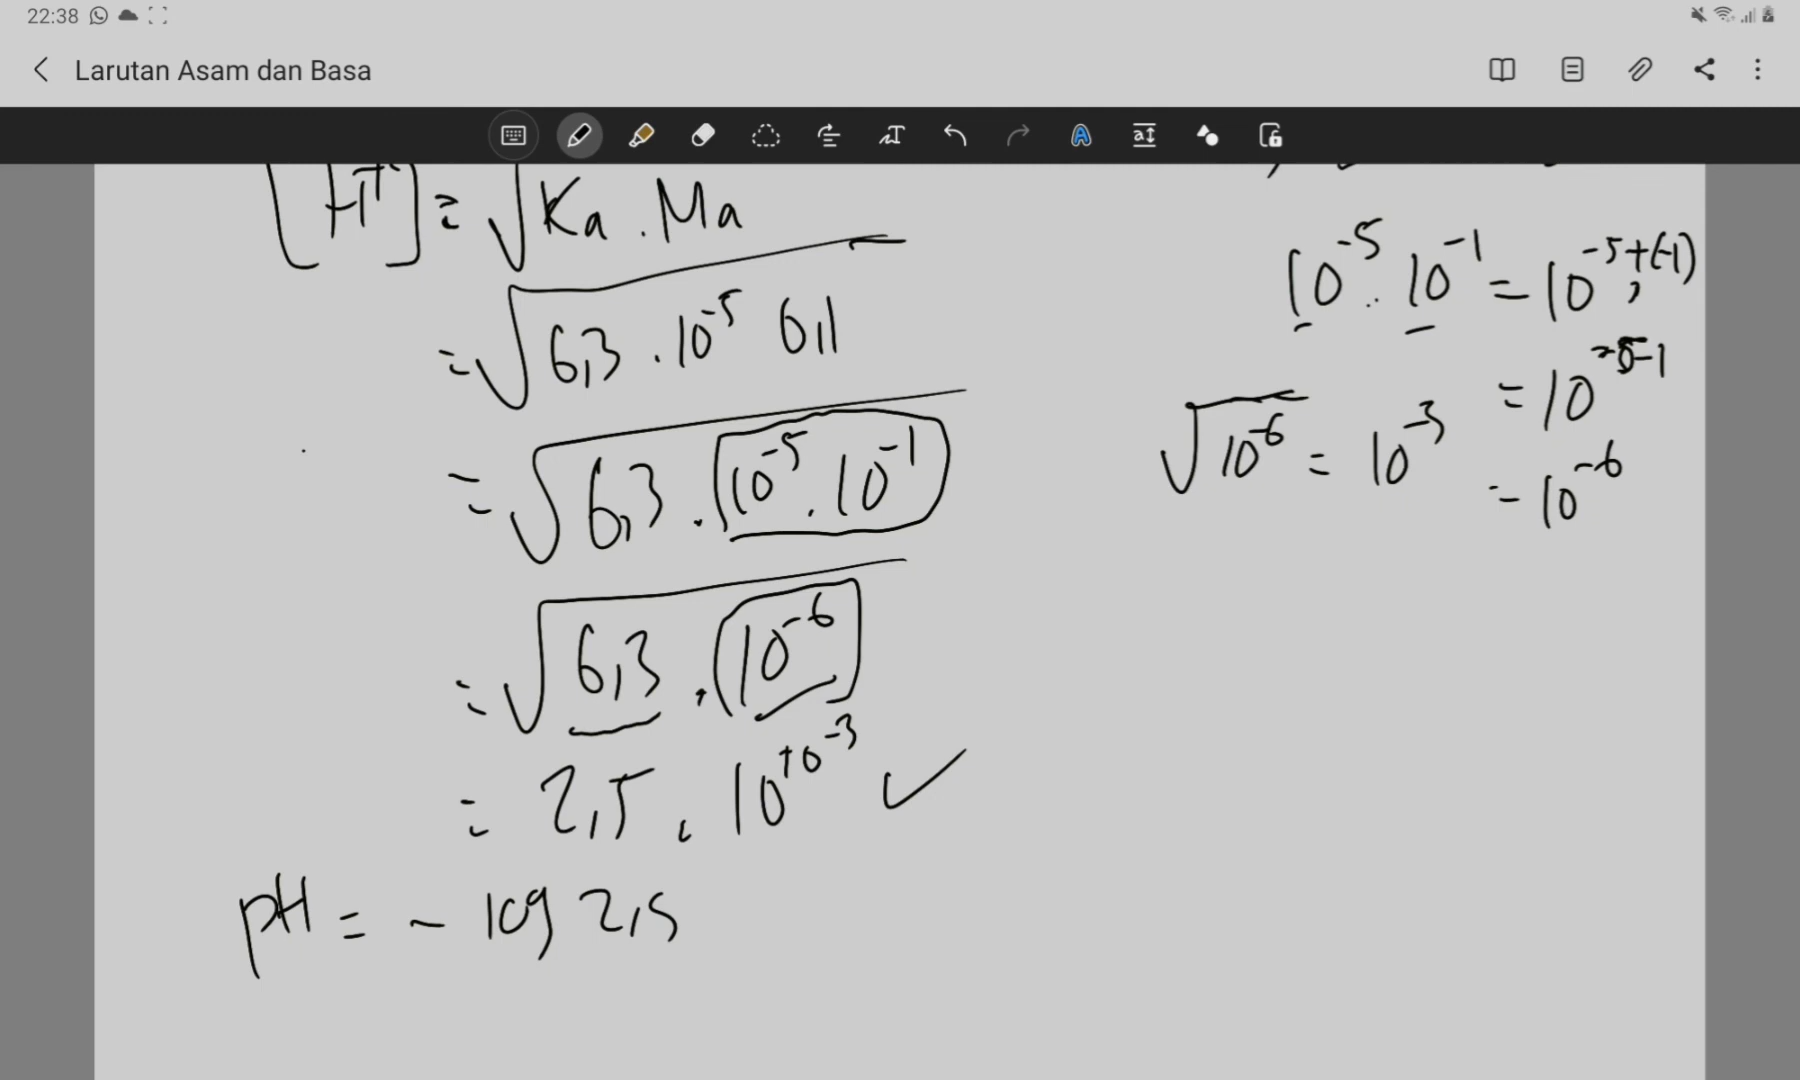 22:38
Larutan Asam dan Basa
[H⁺] = √Ka . Ma
= √6,3 . 10⁻⁵ 0,1
= √6,3 . 10⁻⁵ . 10⁻¹
= √6,3 . 10⁻⁶
= 2,5 . 10⁻³
pH = - log 2,5
10⁻⁵ . 10⁻¹ = 10⁻⁵⁺⁽⁻¹⁾
= 10⁻⁵⁻¹
= 10⁻⁶
√10⁻⁶ = 10⁻³